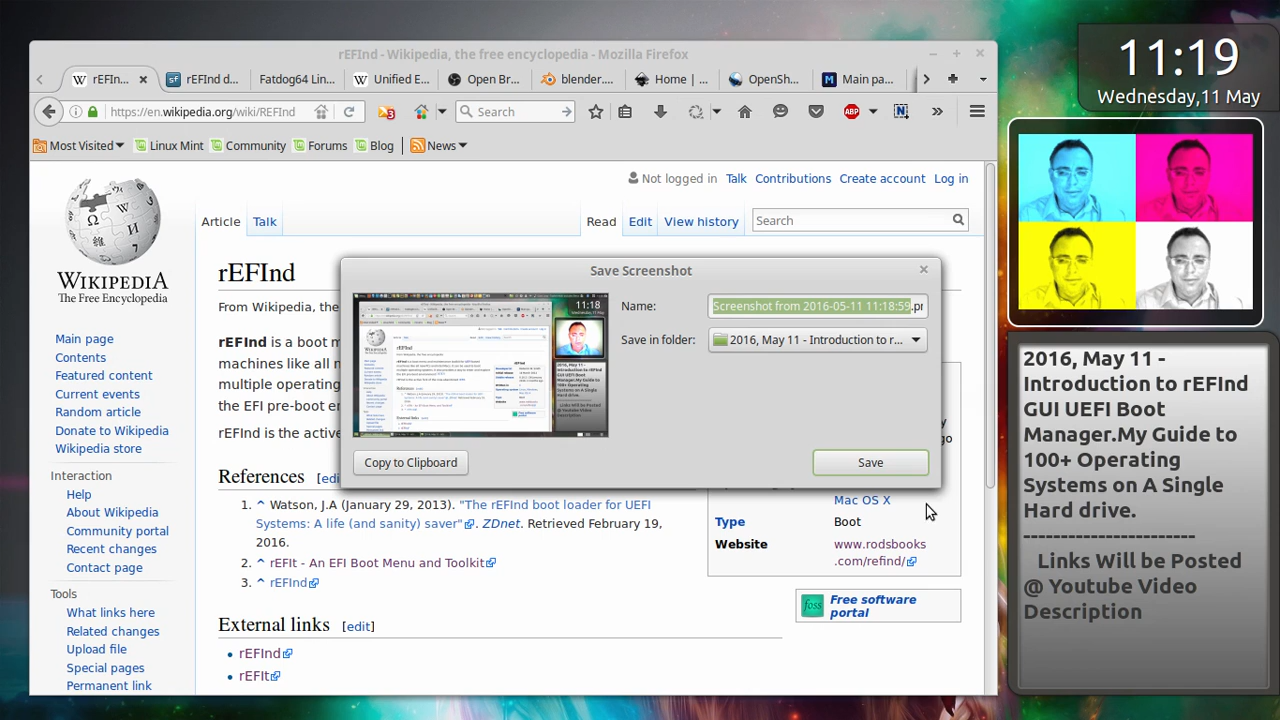 rEFInd - Wikipedia, the free encyclopedia - Mozilla Firefox
rEFIn... rEFInd d... Fatdog64 Lin... Unified E... Open Br... blender.... Home | ... OpenSh... Main pa...
https://en.wikipedia.org/wiki/REFInd
Search
Most Visited Linux Mint Community Forums Blog News
Not logged in Talk Contributions Create account Log in
Article Talk Read Edit View history Search
WIKIPEDIA
The Free Encyclopedia
Main page
Contents
Featured content
Current events
Random article
Donate to Wikipedia
Wikipedia store
Interaction
Help
About Wikipedia
Community portal
Recent changes
Contact page
Tools
What links here
Related changes
Upload file
Special pages
Permanent link
rEFInd
From Wikipedia, the
rEFInd is a boot m
machines like all r
multiple operating
the EFI pre-boot er
rEFInd is the active
References [edi
1. ^ Watson, J.A (January 29, 2013). "The rEFInd boot loader for UEFI
Systems: A life (and sanity) saver". ZDnet. Retrieved February 19,
2016.
2. ^ rEFIt - An EFI Boot Menu and Toolkit
3. ^ rEFInd
External links [edit]
rEFInd
rEFIt
Mac OS X
Type Boot
Website www.rodsbooks
.com/refind/
foss Free software
portal
Save Screenshot
11:18
Name: Screenshot from 2016-05-11 11:18:59.pr
Save in folder: 2016, May 11 - Introduction to r...
Copy to Clipboard Save
11:19
Wednesday,11 May
2016, May 11 -
Introduction to rEFInd
GUI UEFI Boot
Manager.My Guide to
100+ Operating
Systems on A Single
Hard drive.
-----------------------
Links Will be Posted
@ Youtube Video
Description